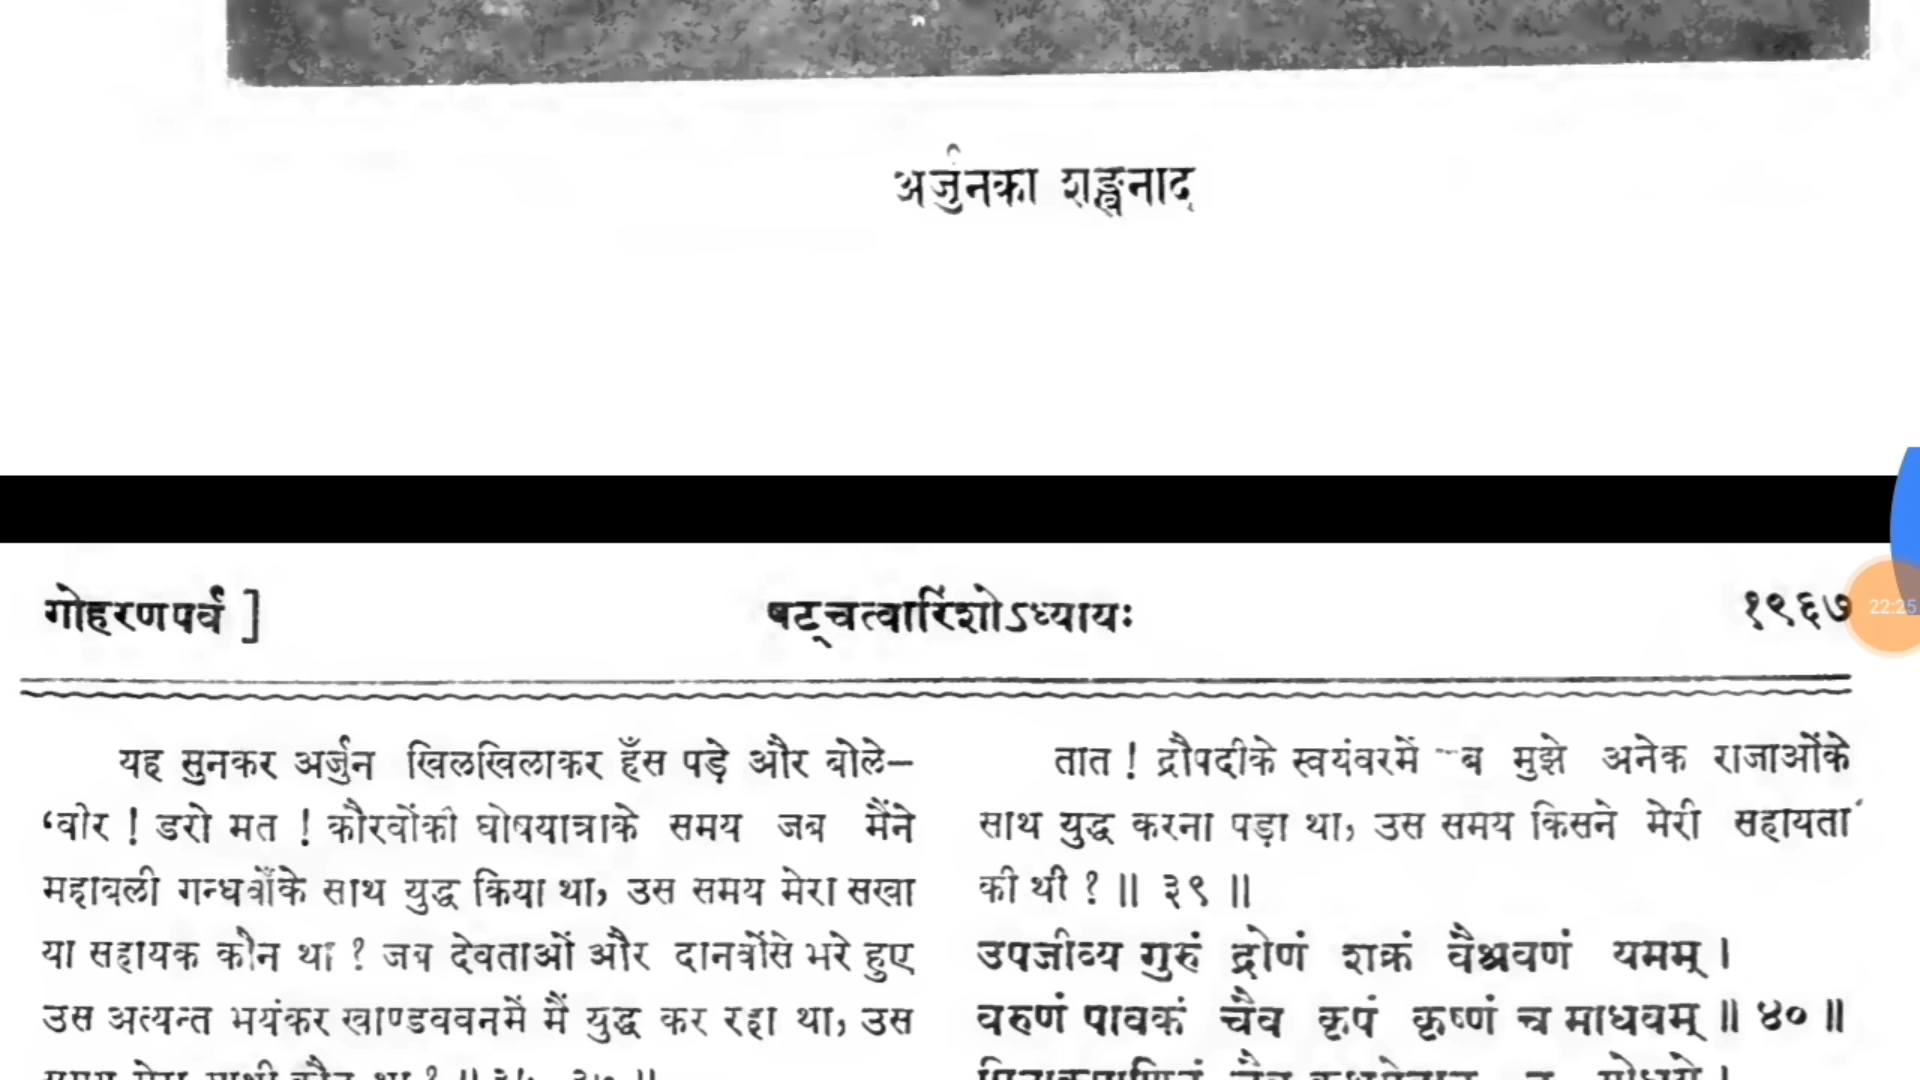 अर्जुनका शङ्खनाद
गोहरणपर्व ]
षट्चत्वारिंशोऽध्यायः
१९६७
22:25
यह सुनकर अर्जुन खिलखिलाकर हँस पड़े और बोले—
‘वीर ! डरो मत ! कौरवोंकी घोषयात्राके समय जब मैंने
महाबली गन्धर्वोंके साथ युद्ध किया था, उस समय मेरा सखा
या सहायक कौन था ? जब देवताओं और दानवोंसे भरे हुए
उस अत्यन्त भयंकर खाण्डववनमें मैं युद्ध कर रहा था, उस
तात ! द्रौपदीके स्वयंवरमें ब मुझे अनेक राजाओंके
साथ युद्ध करना पड़ा था, उस समय किसने मेरी सहायता
की थी ? ॥ ३९ ॥
उपजीव्य गुरुं द्रोणं शक्रं वैश्रवणं यमम् ।
वरुणं पावकं चैव कृपं कृष्णं च माधवम् ॥ ४० ॥